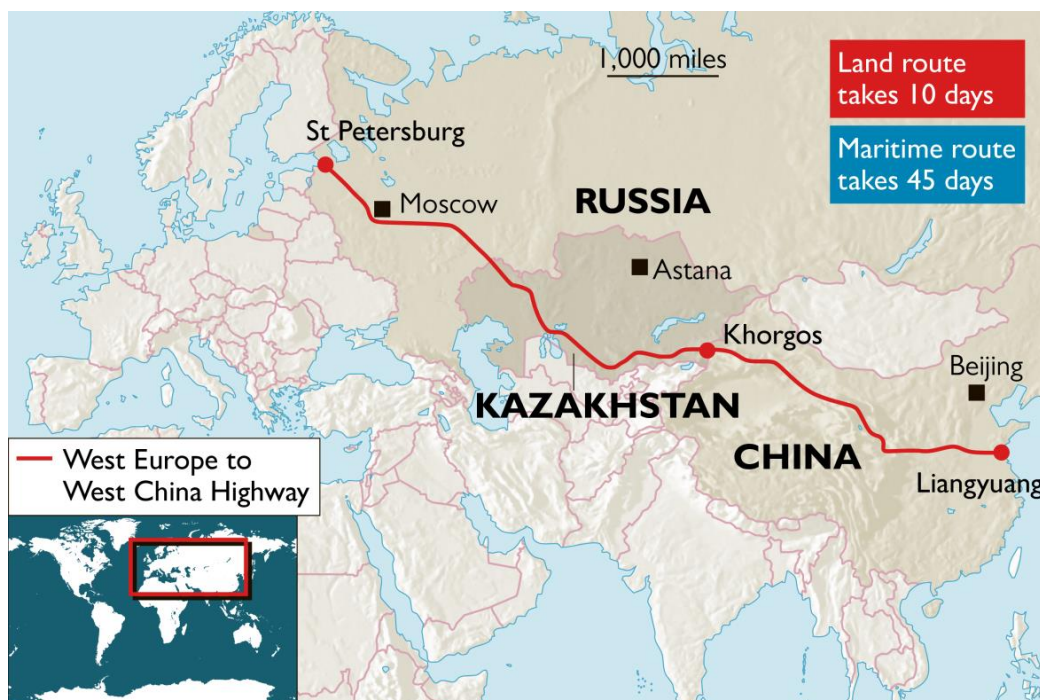 1,000 miles
Land route
takes 10 days
Maritime route
takes 45 days
St Petersburg
Moscow
RUSSIA
Astana
Khorgos
Beijing
KAZAKHSTAN
CHINA
Liangyuang
West Europe to
West China Highway